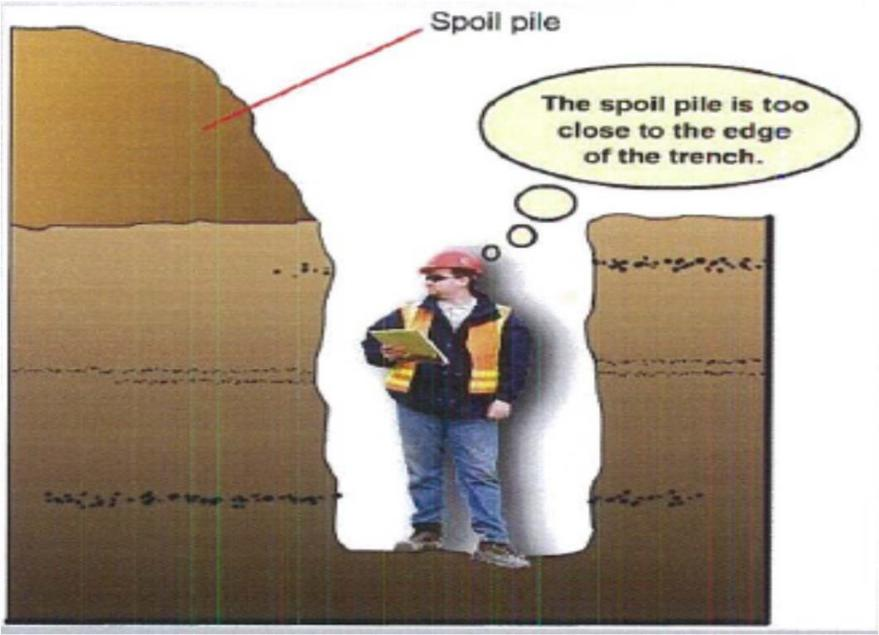 Spoil pile
The spoil pile is too
close to the edge
of the trench.